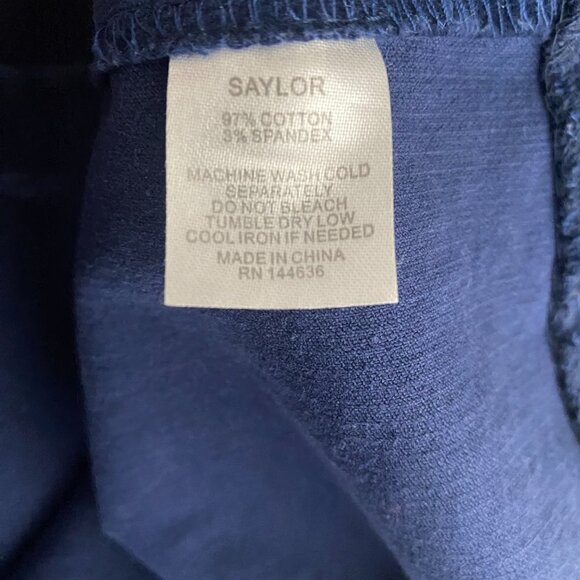 SAYLOR
97% COTTON
3% SPANDEX
MACHINE WASH COLD
SEPARATELY
DO NOT BLEACH
TUMBLE DRY LOW
COOL IRON IF NEEDED
MADE IN CHINA
RN 144636